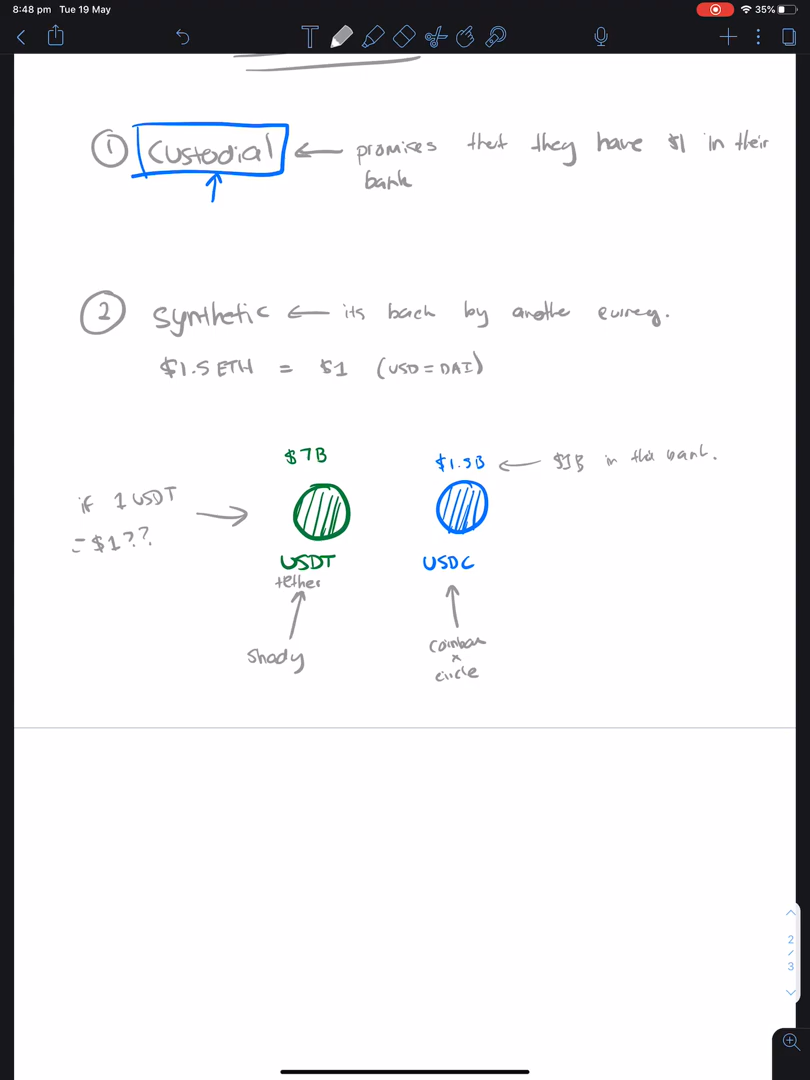 8:48 pm Tue 19 May
35%
T
① Custodial ← promises that they have $1 in their
bank
② Synthetic ← its back by another
$1.5 ETH = $1 (USD = DAI)
$7B
$1.5B ← $1B in the bank.
if 1 USDT →
= $1??
USDT
USDC
tether
shady
coinbase
x
circle
2
/
3